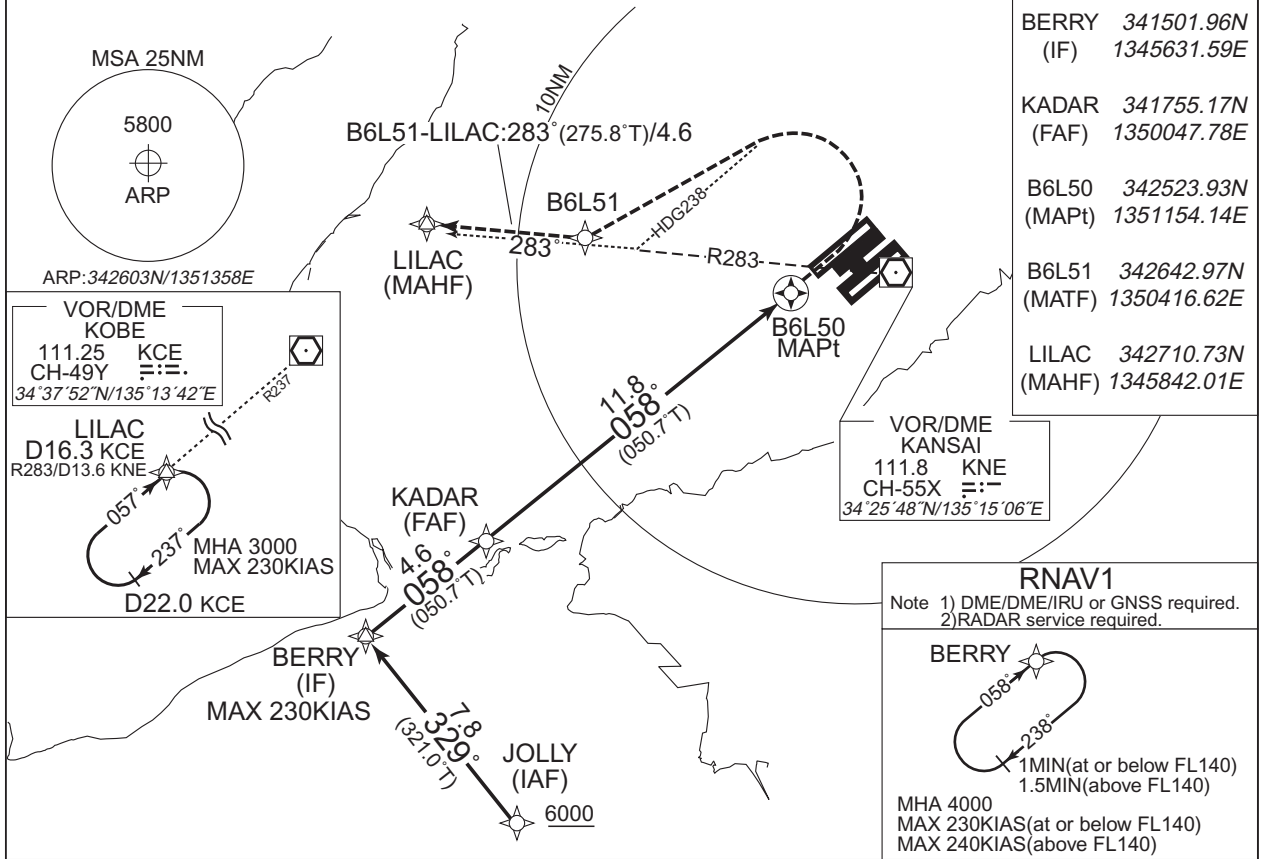 MSA 25NM
5800
ARP
ARP:342603N/1351358E
10NM
B6L51-LILAC:283°(275.8°T)/4.6
B6L51
HDG238
283°
R283
LILAC
(MAHF)
B6L50
MAPt
11.8
058°
(050.7°T)
KADAR
(FAF)
4.6
058°
(050.7°T)
BERRY
(IF)
MAX 230KIAS
7.8
329°
(321.0°T)
JOLLY
(IAF)
6000
VOR/DME
KOBE
111.25 KCE
CH-49Y
34°37′52″N/135°13′42″E
R237
LILAC
D16.3 KCE
R283/D13.6 KNE
057°
237°
MHA 3000
MAX 230KIAS
D22.0 KCE
VOR/DME
KANSAI
111.8 KNE
CH-55X
34°25′48″N/135°15′06″E
BERRY 341501.96N
(IF) 1345631.59E
KADAR 341755.17N
(FAF) 1350047.78E
B6L50 342523.93N
(MAPt) 1351154.14E
B6L51 342642.97N
(MATF) 1350416.62E
LILAC 342710.73N
(MAHF) 1345842.01E
RNAV1
Note 1) DME/DME/IRU or GNSS required.
2)RADAR service required.
BERRY
058°
238°
1MIN(at or below FL140)
1.5MIN(above FL140)
MHA 4000
MAX 230KIAS(at or below FL140)
MAX 240KIAS(above FL140)